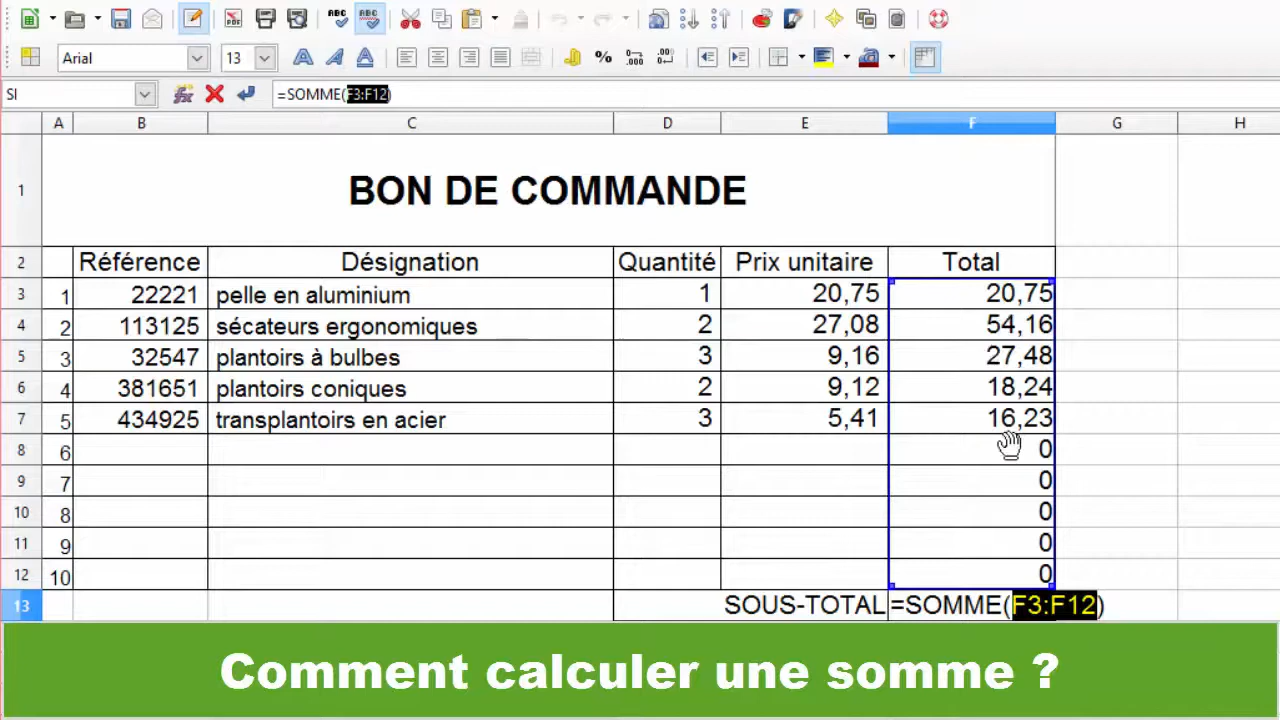 Arial 13
SI =SOMME(F3:F12)
A B C D E F G H
1 BON DE COMMANDE
2 Référence Désignation Quantité Prix unitaire Total
3 1 22221 pelle en aluminium 1 20,75 20,75
4 2 113125 sécateurs ergonomiques 2 27,08 54,16
5 3 32547 plantoirs à bulbes 3 9,16 27,48
6 4 381651 plantoirs coniques 2 9,12 18,24
7 5 434925 transplantoirs en acier 3 5,41 16,23
8 6 0
9 7 0
10 8 0
11 9 0
12 10 0
13 SOUS-TOTAL =SOMME(F3:F12)
Comment calculer une somme ?